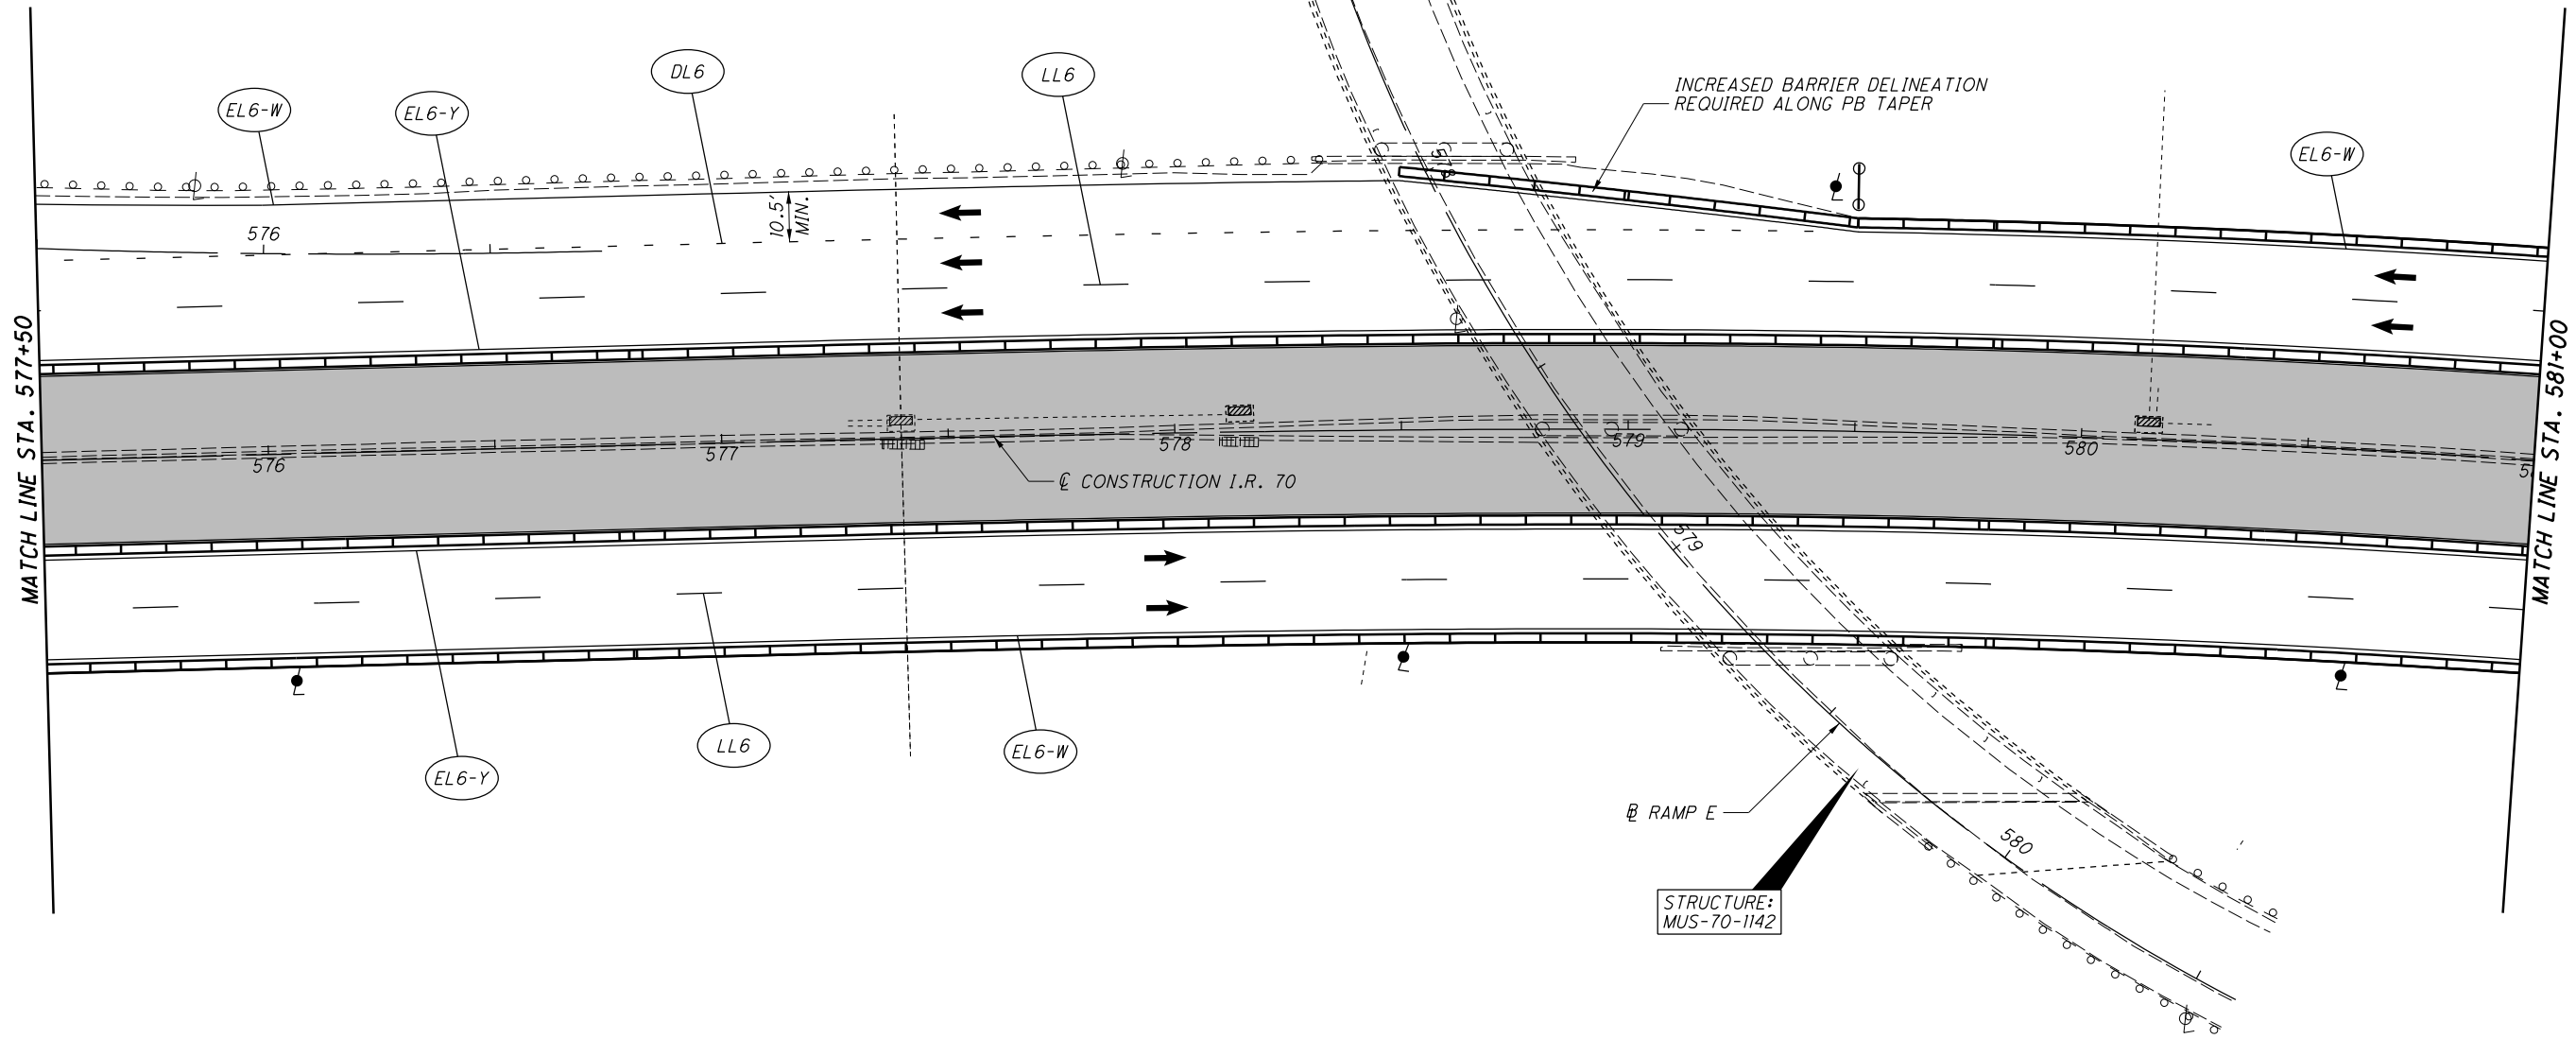 DL6
LL6
INCREASED BARRIER DELINEATION
REQUIRED ALONG PB TAPER
EL6-W
EL6-Y
EL6-W
578
10.5'
MIN.
576
MATCH LINE STA. 577+50
MATCH LINE STA. 581+00
576
577
578
579
580
℄ CONSTRUCTION I.R. 70
579
EL6-Y
LL6
EL6-W
BL RAMP E
580
STRUCTURE:
MUS-70-1142